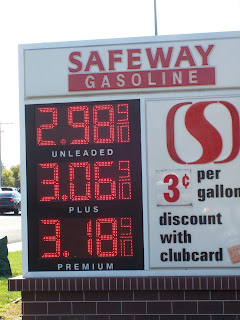 SAFEWAY
GASOLINE
2.98 9/10
UNLEADED
3.06 9/10
PLUS
3.18 9/10
PREMIUM
3¢ per
gallon
discount
with
clubcard